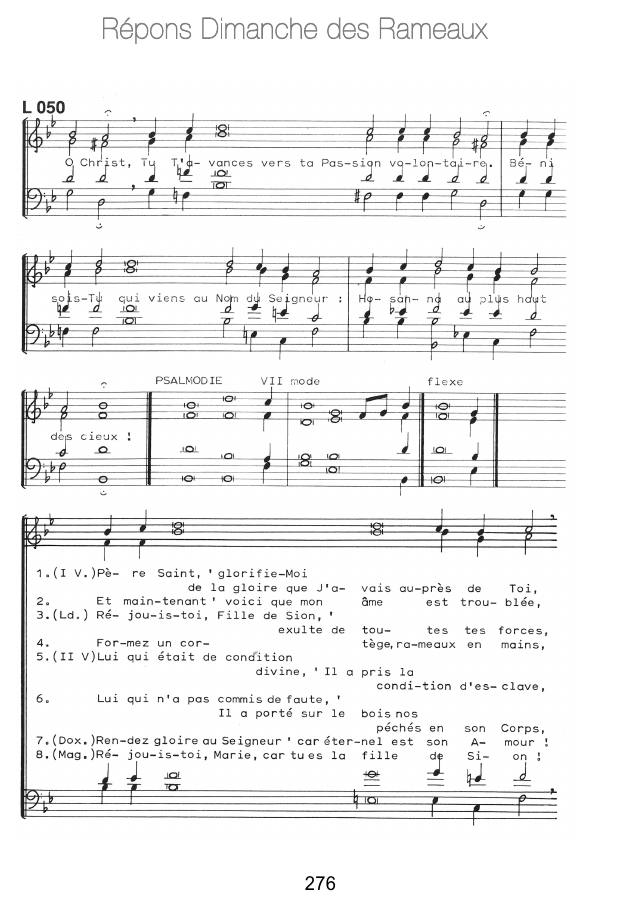 Répons Dimanche des Rameaux
L 050
O Christ, Tu T'a- vances vers ta Pas-sion vo-lon-tai-re. Bé- ni
sois-Tu qui viens au Nom du Seigneur : Ho- san- na au plus haut
PSALMODIE VII mode flexe
des cieux !
1.(I V.)Pè- re Saint, ' glorifie-Moi
de la gloire que J'a- vais au-près de Toi,
2. Et main-tenant ' voici que mon âme est trou- blée,
3.(Ld.) Ré- jou-is-toi, Fille de Sion, '
exulte de tou- tes tes forces,
4. For-mez un cor- tège,rameaux en mains,
5.(II V)Lui qui était de condition
divine, ' Il a pris la
condi-tion d'es-clave,
6. Lui qui n'a pas commis de faute, '
Il a porté sur le bois nos
péchés en son Corps,
7.(Dox.)Ren-dez gloire au Seigneur ' car éter-nel est son A- mour !
8.(Mag.)Ré- jou-is-toi, Marie, car tu es la fille de Si- on !
276